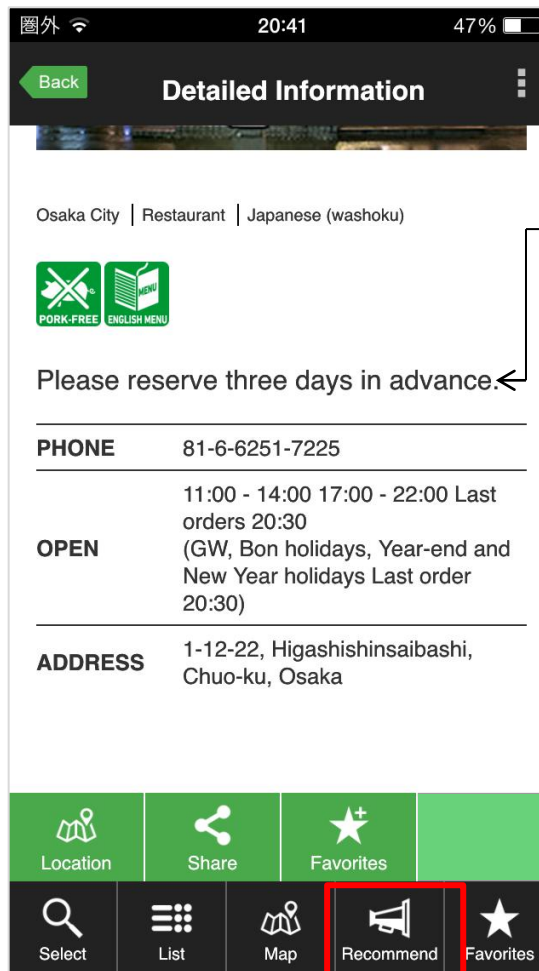 圏外 20:41 47%
Back Detailed Information
Osaka City | Restaurant | Japanese (washoku)
PORK-FREE MENU ENGLISH MENU
Please reserve three days in advance.
PHONE 81-6-6251-7225
OPEN 11:00 - 14:00 17:00 - 22:00 Last
orders 20:30
(GW, Bon holidays, Year-end and
New Year holidays Last order
20:30)
ADDRESS 1-12-22, Higashishinsaibashi,
Chuo-ku, Osaka
Location Share Favorites
Select List Map Recommend Favorites